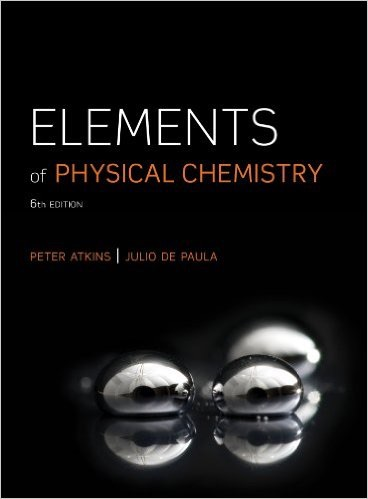 ELEMENTS
of PHYSICAL CHEMISTRY
6th EDITION
PETER ATKINS | JULIO DE PAULA